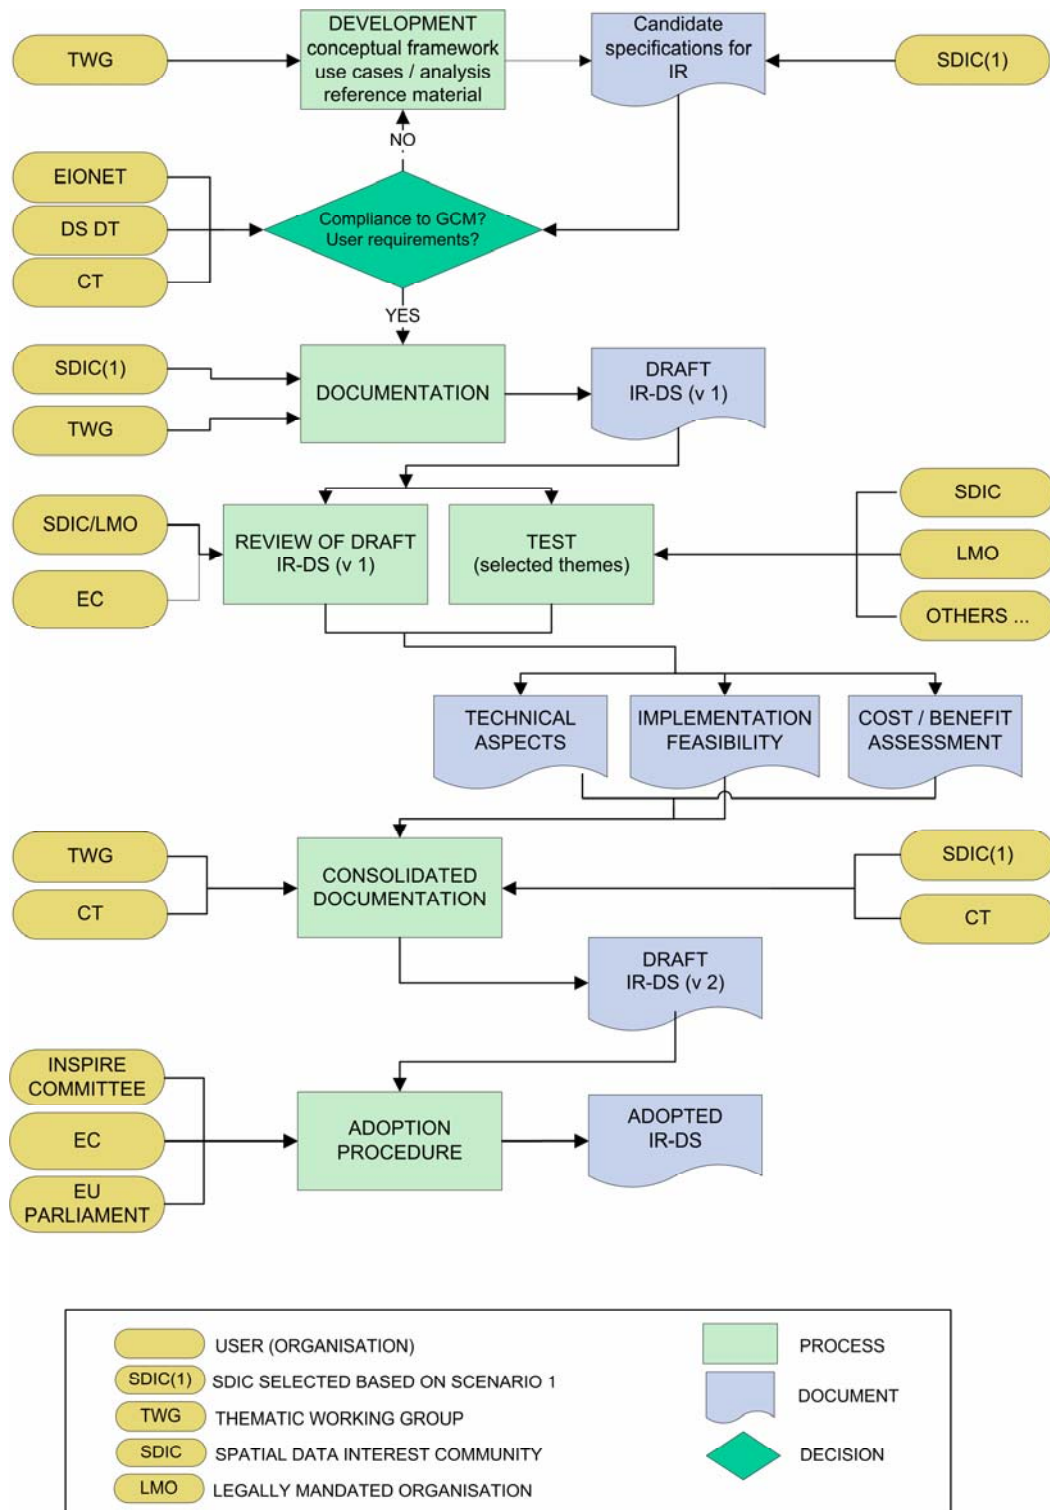 TWG
DEVELOPMENT
conceptual framework
use cases / analysis
reference material
Candidate
specifications for
IR
SDIC(1)
NO
EIONET
DS DT
CT
Compliance to GCM?
User requirements?
YES
SDIC(1)
TWG
DOCUMENTATION
DRAFT
IR-DS (v 1)
SDIC/LMO
EC
REVIEW OF DRAFT
IR-DS (v 1)
TEST
(selected themes)
SDIC
LMO
OTHERS ...
TECHNICAL
ASPECTS
IMPLEMENTATION
FEASIBILITY
COST / BENEFIT
ASSESSMENT
TWG
CT
CONSOLIDATED
DOCUMENTATION
SDIC(1)
CT
DRAFT
IR-DS (v 2)
INSPIRE
COMMITTEE
EC
EU
PARLIAMENT
ADOPTION
PROCEDURE
ADOPTED
IR-DS
USER (ORGANISATION)
SDIC(1) SDIC SELECTED BASED ON SCENARIO 1
TWG THEMATIC WORKING GROUP
SDIC SPATIAL DATA INTEREST COMMUNITY
LMO LEGALLY MANDATED ORGANISATION
PROCESS
DOCUMENT
DECISION